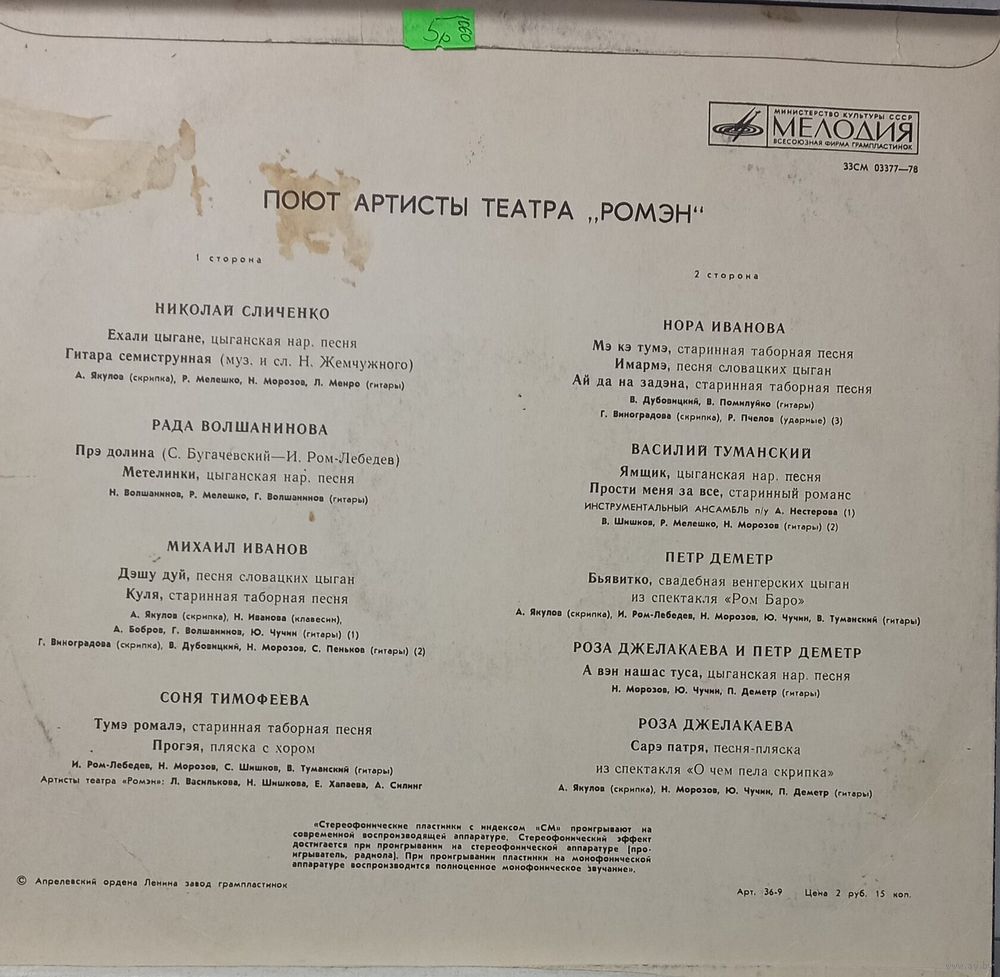 5р
МИНИСТЕРСТВО КУЛЬТУРЫ СССР
МЕЛОДИЯ
ВСЕСОЮЗНАЯ ФИРМА ГРАМПЛАСТИНОК
33СМ 03377—78
ПОЮТ АРТИСТЫ ТЕАТРА „РОМЭН“
1 сторона
НИКОЛАЙ СЛИЧЕНКО
Ехали цыгане, цыганская нар. песня
Гитара семиструнная (муз. и сл. Н. Жемчужного)
А. Якулов (скрипка), Р. Мелешко, Н. Морозов, Л. Менро (гитары)
РАДА ВОЛШАНИНОВА
Прэ долина (С. Бугачевский—И. Ром-Лебедев)
Метелинки, цыганская нар. песня
Н. Волшанинов, Р. Мелешко, Г. Волшанинов (гитары)
МИХАИЛ ИВАНОВ
Дэшу дуй, песня словацких цыган
Куля, старинная таборная песня
А. Якулов (скрипка), Н. Иванова (клавесин),
А. Бобров, Г. Волшанинов, Ю. Чучин (гитары) (1)
Г. Виноградова (скрипка), В. Дубовицкий, Н. Морозов, С. Пеньков (гитары) (2)
СОНЯ ТИМОФЕЕВА
Тумэ ромалэ, старинная таборная песня
Прогэя, пляска с хором
И. Ром-Лебедев, Н. Морозов, С. Шишков, В. Туманский (гитары)
Артисты театра «Ромэн»: Л. Василькова, Н. Шишкова, Е. Хапаева, А. Силинг
2 сторона
НОРА ИВАНОВА
Мэ кэ тумэ, старинная таборная песня
Имармэ, песня словацких цыган
Ай да на задэна, старинная таборная песня
В. Дубовицкий, В. Помилуйко (гитары)
Г. Виноградова (скрипка), Р. Пчелов (ударные) (3)
ВАСИЛИЙ ТУМАНСКИЙ
Ямщик, цыганская нар. песня
Прости меня за все, старинный романс
ИНСТРУМЕНТАЛЬНЫЙ АНСАМБЛЬ п/у А. Нестерова (1)
В. Шишков, Р. Мелешко, Н. Морозов (гитары) (2)
ПЕТР ДЕМЕТР
Бьявитко, свадебная венгерских цыган
из спектакля «Ром Баро»
А. Якулов (скрипка), И. Ром-Лебедев, Н. Морозов, Ю. Чучин, В. Туманский (гитары)
РОЗА ДЖЕЛАКАЕВА И ПЕТР ДЕМЕТР
А вэн нашас туса, цыганская нар. песня
Н. Морозов, Ю. Чучин, П. Деметр (гитары)
РОЗА ДЖЕЛАКАЕВА
Сарэ патря, песня-пляска
из спектакля «О чем пела скрипка»
А. Якулов (скрипка), Н. Морозов, Ю. Чучин, П. Деметр (гитары)
«Стереофонические пластинки с индексом «СМ» проигрывают на
современной воспроизводящей аппаратуре. Стереофонический эффект
достигается при проигрывании на стереофонической аппаратуре (про-
игрыватель, радиола). При проигрывании пластинки на монофонической
аппаратуре воспроизводится полноценное монофоническое звучание».
© Апрелевский ордена Ленина завод грампластинок
Арт. 36-9 Цена 2 руб. 15 коп.